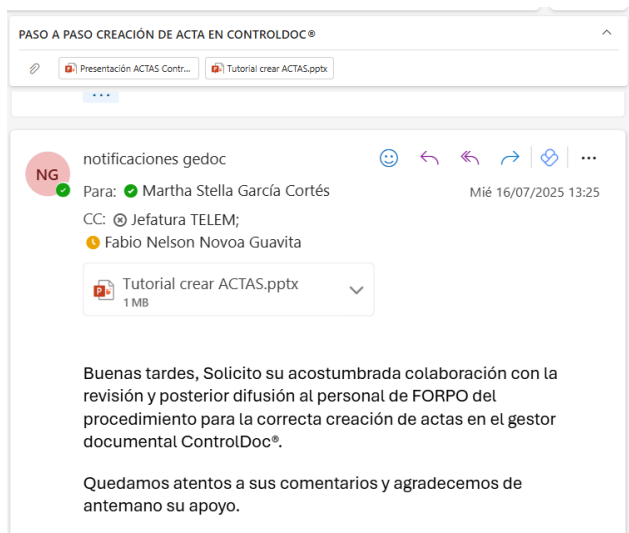 PASO A PASO CREACIÓN DE ACTA EN CONTROLDOC®
Presentación ACTAS Contr...
Tutorial crear ACTAS.pptx
...
NG
notificaciones gedoc
Para: Martha Stella García Cortés
Mié 16/07/2025 13:25
CC: Jefatura TELEM;
Fabio Nelson Novoa Guavita
Tutorial crear ACTAS.pptx
1 MB
Buenas tardes, Solicito su acostumbrada colaboración con la
revisión y posterior difusión al personal de FORPO del
procedimiento para la correcta creación de actas en el gestor
documental ControlDoc®.
Quedamos atentos a sus comentarios y agradecemos de
antemano su apoyo.